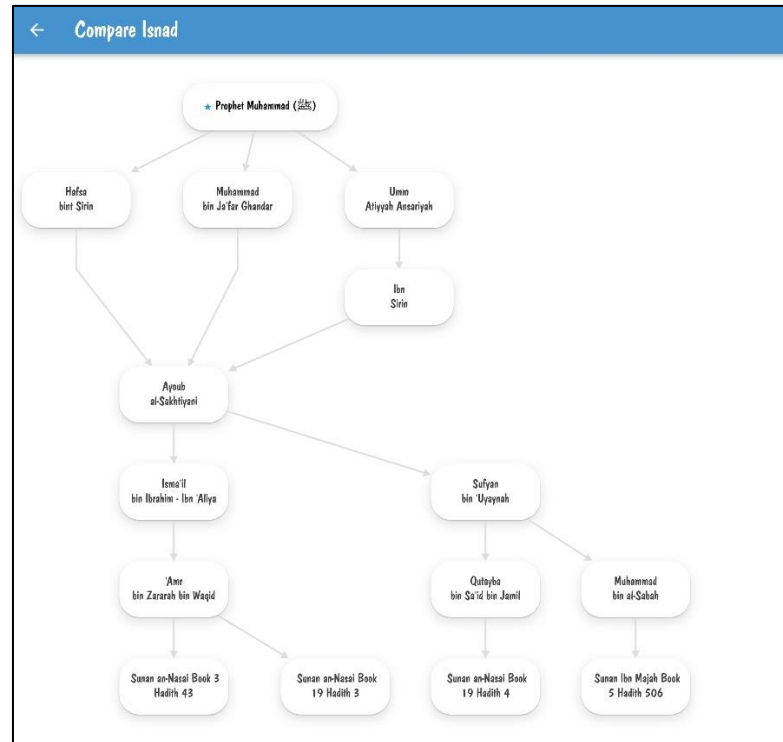 ← Compare Isnad
★ Prophet Muhammad (ﷺ)
Hafsa
bint Sirin
Muhammad
bin Ja'far Ghandar
Umm
Atiyyah Ansariyah
Ibn
Sirin
Ayoub
al-Sakhtiyani
Isma'il
bin Ibrahim - Ibn 'Aliya
Sufyan
bin 'Uyaynah
'Amr
bin Zararah bin Waqid
Qutayba
bin Sa'id bin Jamil
Muhammad
bin al-Sabah
Sunan an-Nasai Book 3
Hadith 43
Sunan an-Nasai Book
19 Hadith 3
Sunan an-Nasai Book
19 Hadith 4
Sunan Ibn Majah Book
5 Hadith 506